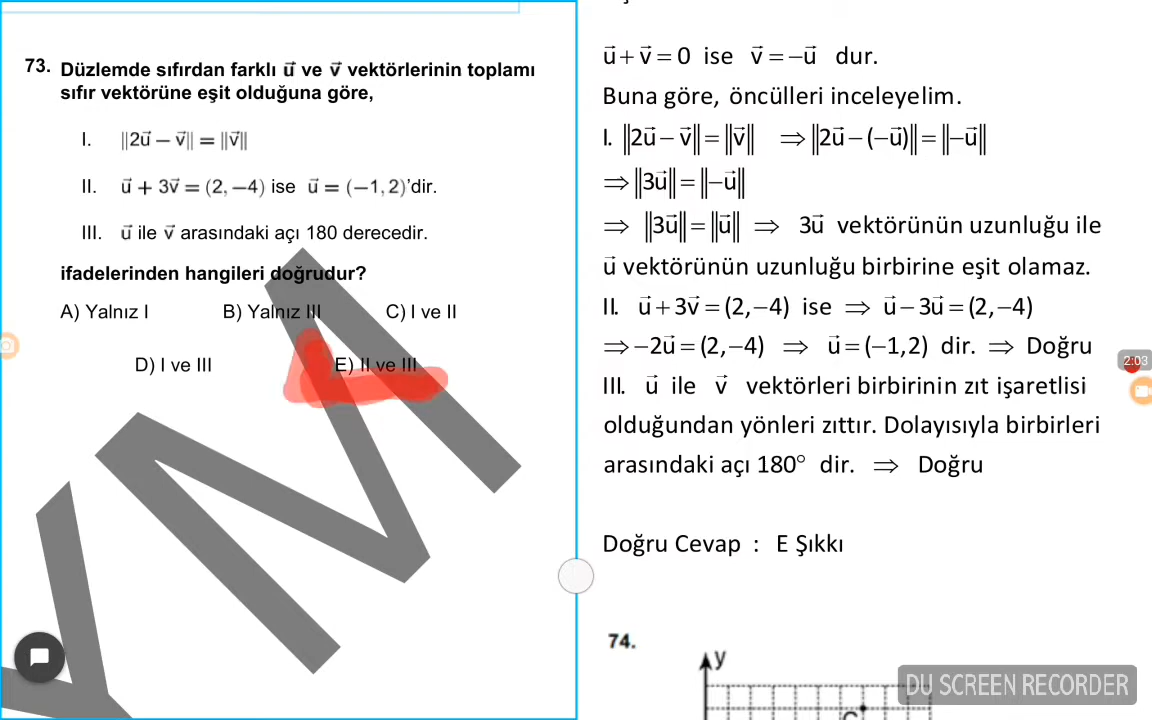 73. Düzlemde sıfırdan farklı u⃗ ve v⃗ vektörlerinin toplamı
sıfır vektörüne eşit olduğuna göre,
I. ||2u⃗ − v⃗|| = ||v⃗||
II. u⃗ + 3v⃗ = (2, −4) ise u⃗ = (−1, 2)'dir.
III. u⃗ ile v⃗ arasındaki açı 180 derecedir.
ifadelerinden hangileri doğrudur?
A) Yalnız I B) Yalnız III C) I ve II
D) I ve III E) II ve III
YM
u⃗ + v⃗ = 0 ise v⃗ = −u⃗ dur.
Buna göre, öncülleri inceleyelim.
I. ||2u⃗ − v⃗|| = ||v⃗|| ⇒ ||2u⃗ − (−u⃗)|| = ||−u⃗||
⇒ ||3u⃗|| = ||−u⃗||
⇒ ||3u⃗|| = ||u⃗|| ⇒ 3u⃗ vektörünün uzunluğu ile
u⃗ vektörünün uzunluğu birbirine eşit olamaz.
II. u⃗ + 3v⃗ = (2,−4) ise ⇒ u⃗ − 3u⃗ = (2,−4)
⇒ −2u⃗ = (2,−4) ⇒ u⃗ = (−1,2) dir. ⇒ Doğru
III. u⃗ ile v⃗ vektörleri birbirinin zıt işaretlisi
olduğundan yönleri zıttır. Dolayısıyla birbirleri
arasındaki açı 180° dir. ⇒ Doğru
Doğru Cevap : E Şıkkı
74.
y
C
2:03
DU SCREEN RECORDER